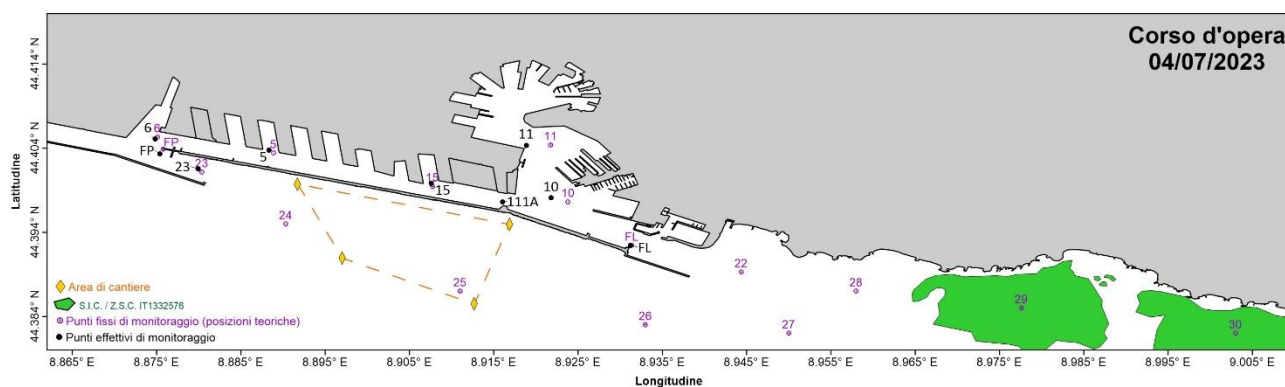 Corso d'opera
04/07/2023
44.414° N
44.404° N
44.394° N
44.384° N
Latitudine
6
6
FP
FP
23
23
5
5
15
15
11
11
10
10
111A
FL
FL
24
25
22
28
26
27
29
30
Area di cantiere
S.I.C. / Z.S.C. IT1332576
Punti fissi di monitoraggio (posizioni teoriche)
Punti effettivi di monitoraggio
8.865° E 8.875° E 8.885° E 8.895° E 8.905° E 8.915° E 8.925° E 8.935° E 8.945° E 8.955° E 8.965° E 8.975° E 8.985° E 8.995° E 9.005° E
Longitudine